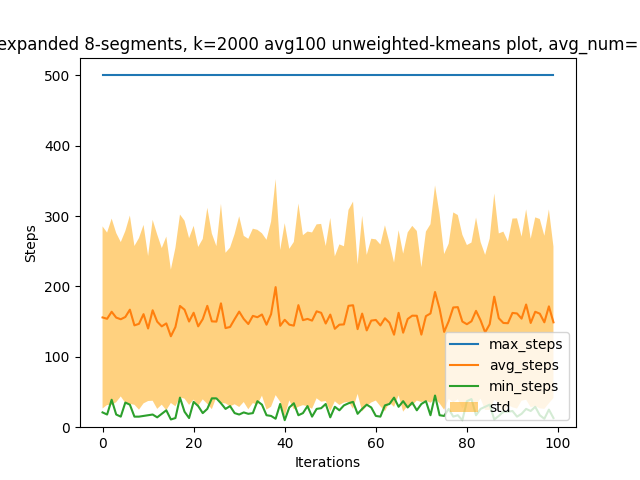 expanded 8-segments, k=2000 avg100 unweighted-kmeans plot, avg_num=
500
400
300
200
100
0
Steps
0 20 40 60 80 100
Iterations
max_steps
avg_steps
min_steps
std